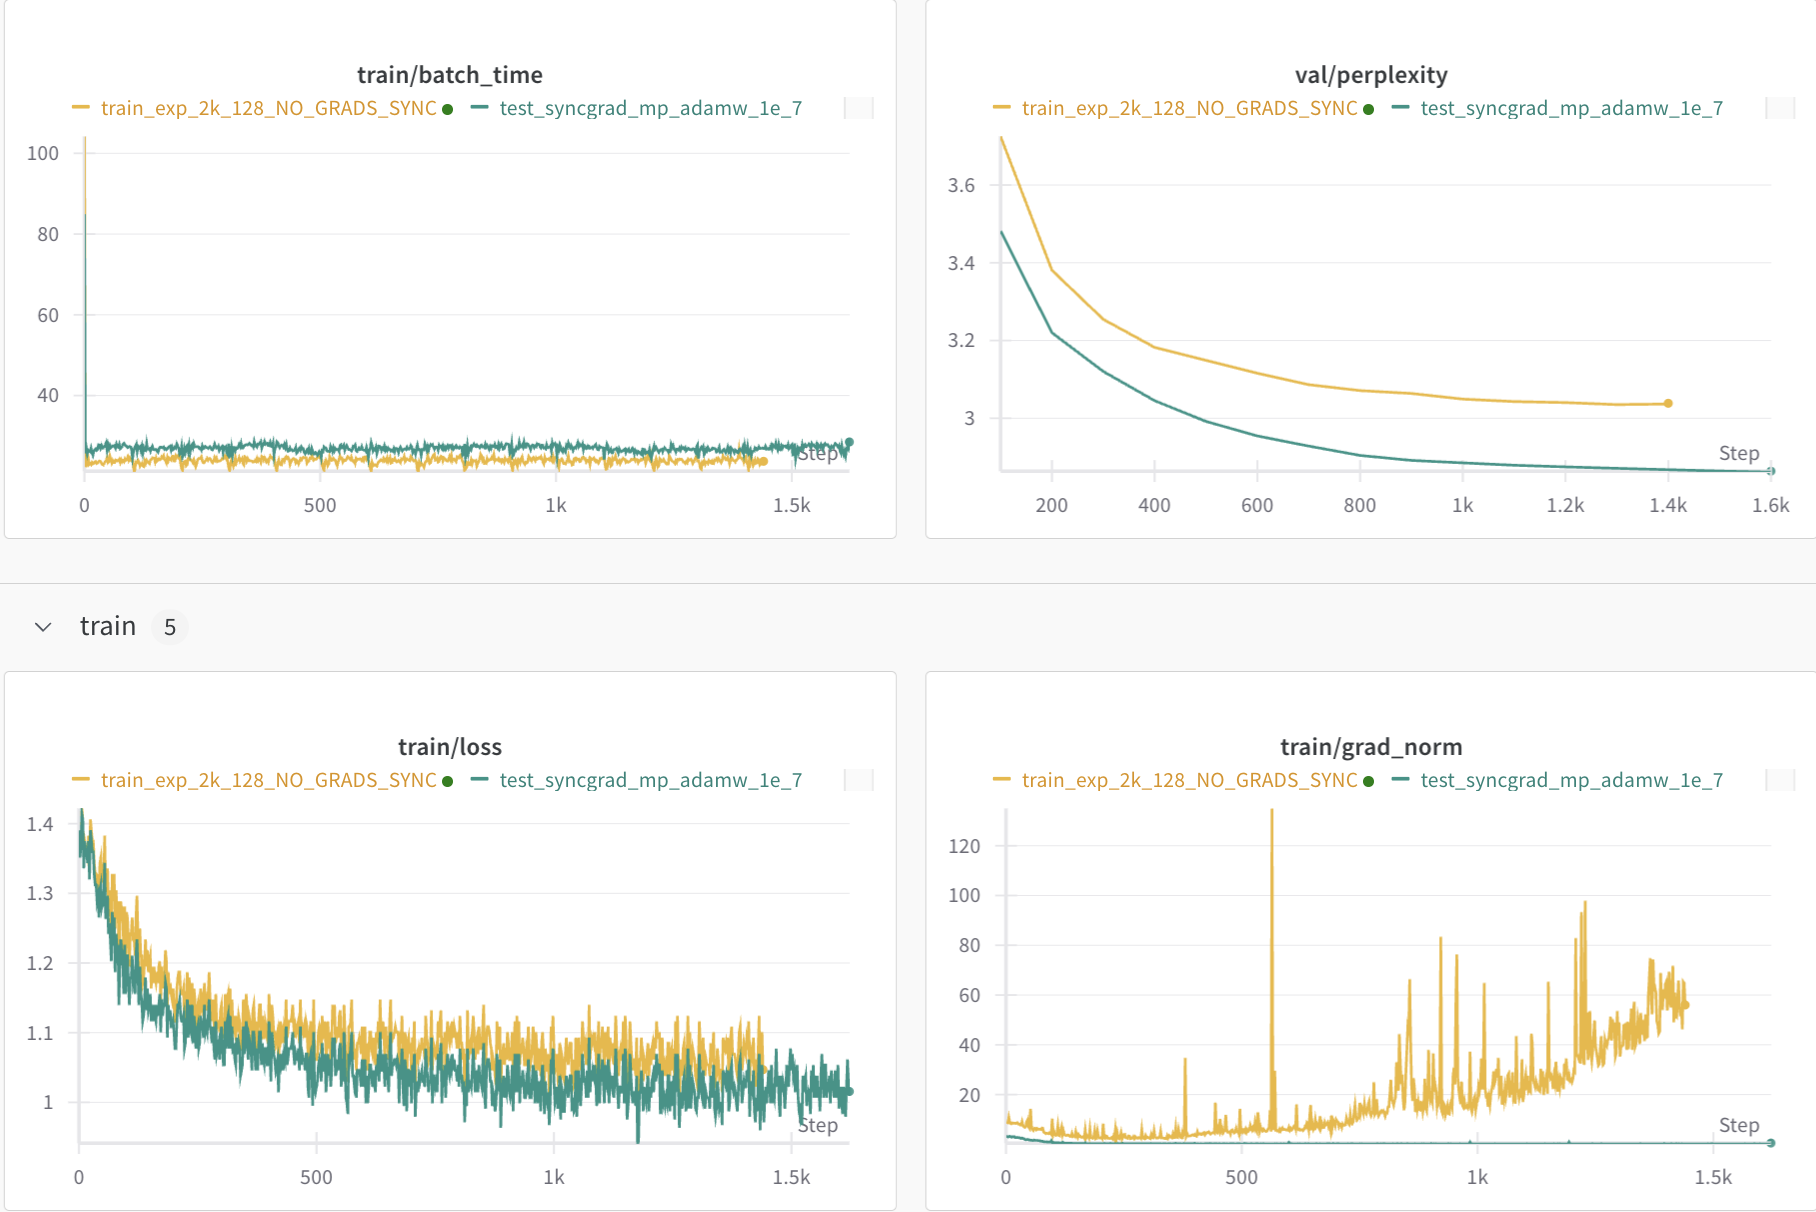 train/batch_time
train_exp_2k_128_NO_GRADS_SYNC test_syncgrad_mp_adamw_1e_7
100
80
60
40
Step
0 500 1k 1.5k
val/perplexity
train_exp_2k_128_NO_GRADS_SYNC test_syncgrad_mp_adamw_1e_7
3.6
3.4
3.2
3
Step
200 400 600 800 1k 1.2k 1.4k 1.6k
train 5
train/loss
train_exp_2k_128_NO_GRADS_SYNC test_syncgrad_mp_adamw_1e_7
1.4
1.3
1.2
1.1
1
Step
0 500 1k 1.5k
train/grad_norm
train_exp_2k_128_NO_GRADS_SYNC test_syncgrad_mp_adamw_1e_7
120
100
80
60
40
20
Step
0 500 1k 1.5k